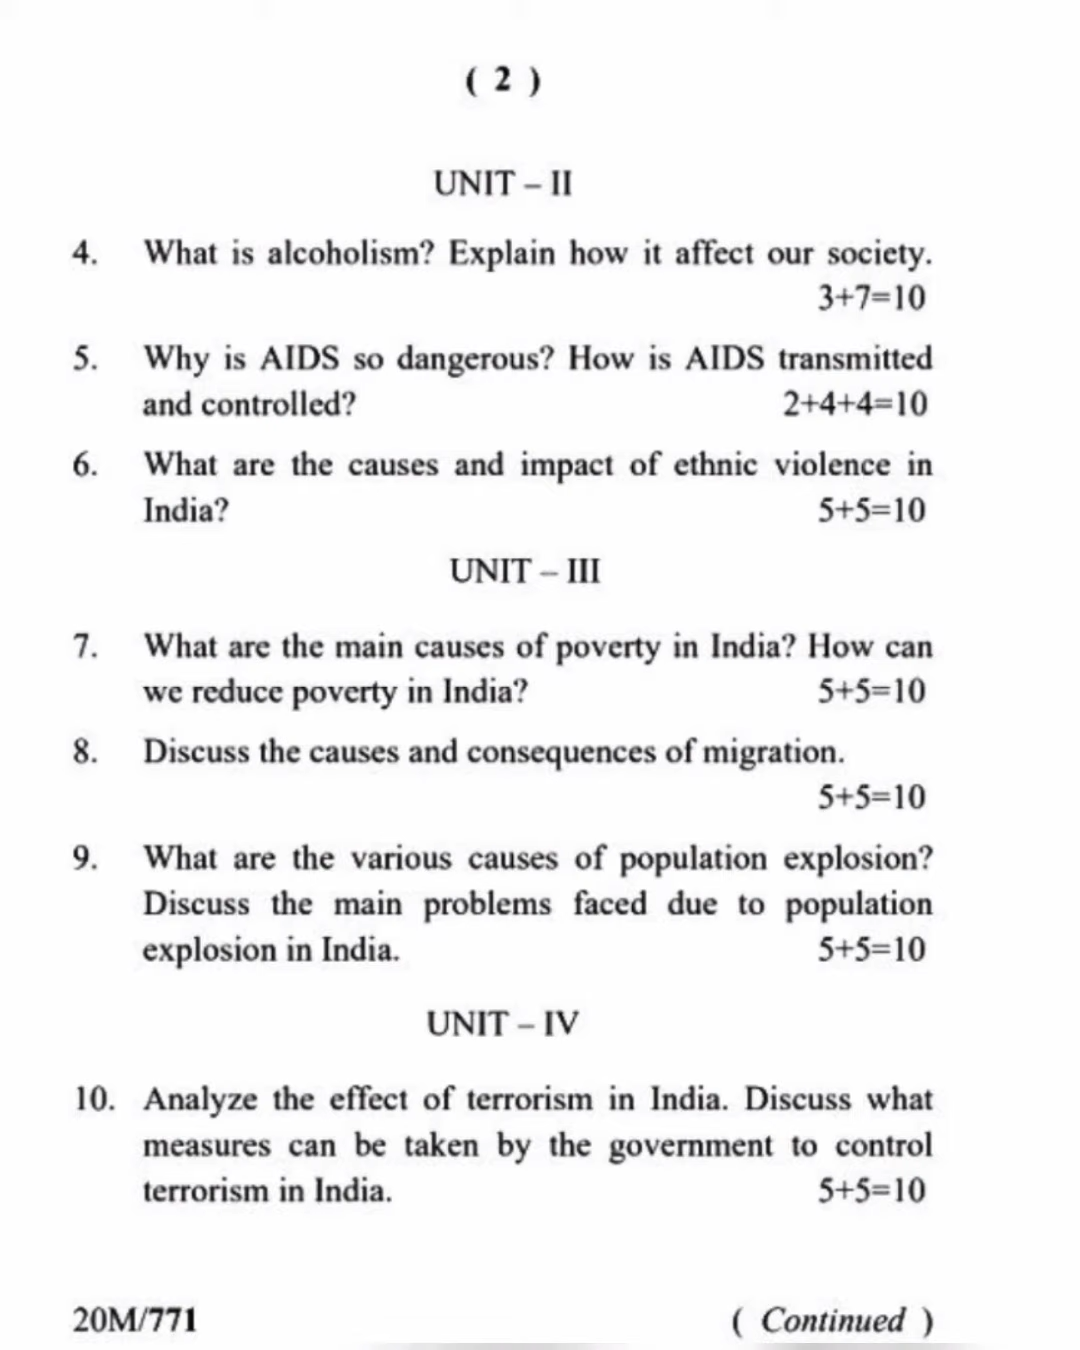 ( 2 )
UNIT – II
4. What is alcoholism? Explain how it affect our society.
3+7=10
5. Why is AIDS so dangerous? How is AIDS transmitted
and controlled? 2+4+4=10
6. What are the causes and impact of ethnic violence in
India? 5+5=10
UNIT – III
7. What are the main causes of poverty in India? How can
we reduce poverty in India? 5+5=10
8. Discuss the causes and consequences of migration.
5+5=10
9. What are the various causes of population explosion?
Discuss the main problems faced due to population
explosion in India. 5+5=10
UNIT – IV
10. Analyze the effect of terrorism in India. Discuss what
measures can be taken by the government to control
terrorism in India. 5+5=10
20M/771 ( Continued )